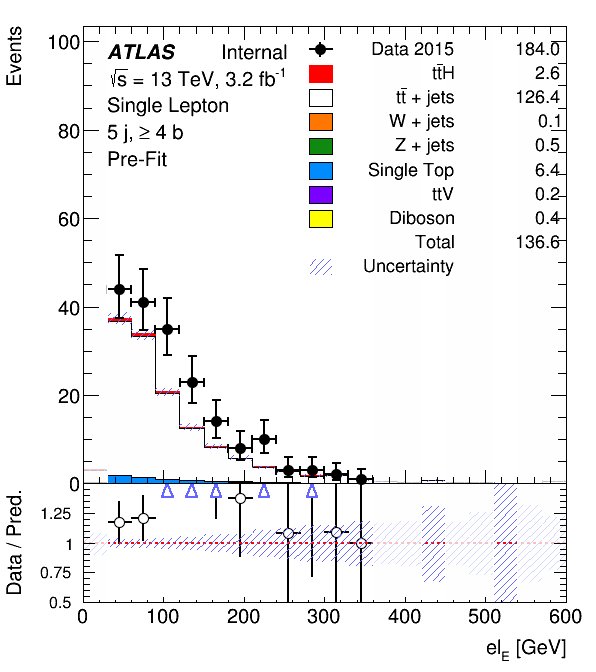 Events
ATLAS Internal
√s = 13 TeV, 3.2 fb⁻¹
Single Lepton
5 j, ≥ 4 b
Pre-Fit
Data 2015 184.0
tt̄H 2.6
tt̄ + jets 126.4
W + jets 0.1
Z + jets 0.5
Single Top 6.4
ttV 0.2
Diboson 0.4
Total 136.6
Uncertainty
100
80
60
40
20
0
Data / Pred.
1.25
1
0.75
0.5
0 100 200 300 400 500 600
el_E [GeV]